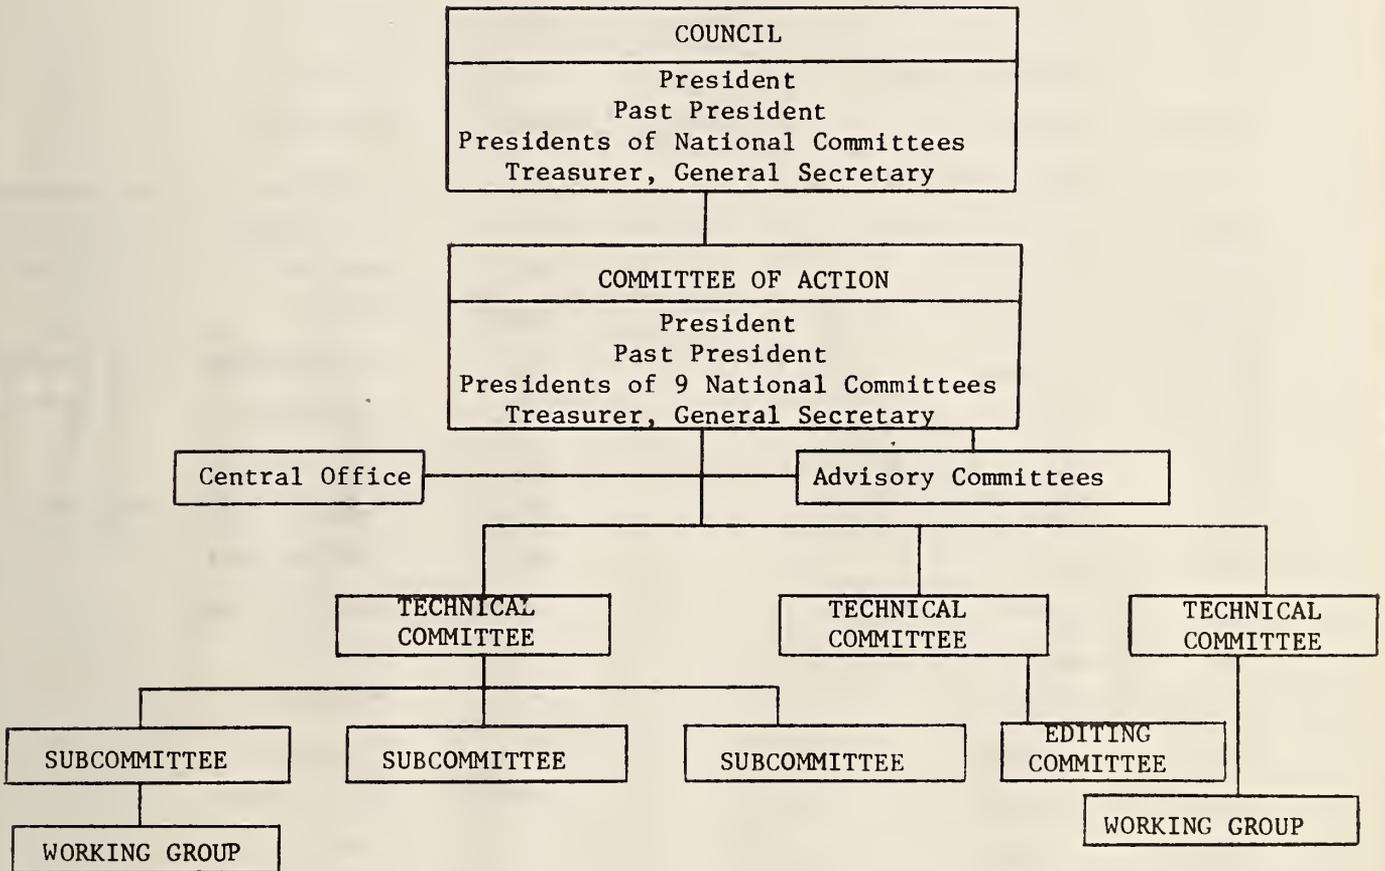 COUNCIL
President
Past President
Presidents of National Committees
Treasurer, General Secretary
COMMITTEE OF ACTION
President
Past President
Presidents of 9 National Committees
Treasurer, General Secretary
Central Office
Advisory Committees
TECHNICAL
COMMITTEE
TECHNICAL
COMMITTEE
TECHNICAL
COMMITTEE
SUBCOMMITTEE
SUBCOMMITTEE
SUBCOMMITTEE
EDITING
COMMITTEE
WORKING GROUP
WORKING GROUP